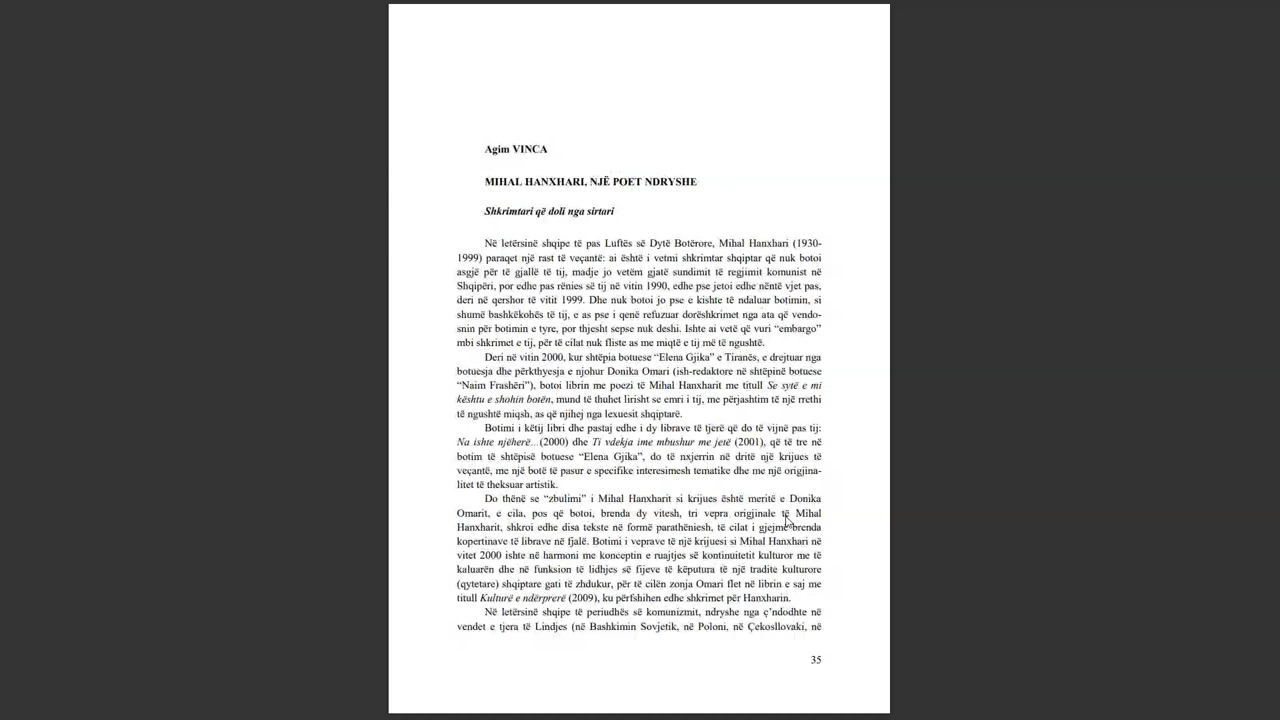 Agim VINCA
MIHAL HANXHARI, NJË POET NDRYSHE
Shkrimtari që doli nga sirtari
Në letërsinë shqipe të pas Luftës së Dytë Botërore, Mihal Hanxhari (1930-
1999) paraqet një rast të veçantë: ai është i vetmi shkrimtar shqiptar që nuk botoi
asgjë për të gjallë të tij, madje jo vetëm gjatë sundimit të regjimit komunist në
Shqipëri, por edhe pas rënies së tij në vitin 1990, edhe pse jetoi edhe nëntë vjet pas,
deri në qershor të vitit 1999. Dhe nuk botoi jo pse e kishte të ndaluar botimin, si
shumë bashkëkohës të tij, e as pse i qenë refuzuar dorëshkrimet nga ata që vendo-
snin për botimin e tyre, por thjesht sepse nuk deshi. Ishte ai vetë që vuri “embargo”
mbi shkrimet e tij, për të cilat nuk fliste as me miqtë e tij më të ngushtë.
Deri në vitin 2000, kur shtëpia botuese “Elena Gjika” e Tiranës, e drejtuar nga
botuesja dhe përkthyesja e njohur Donika Omari (ish-redaktore në shtëpinë botuese
“Naim Frashëri”), botoi librin me poezi të Mihal Hanxharit me titull Se sytë e mi
kështu e shohin botën, mund të thuhet lirisht se emri i tij, me përjashtim të një rrethi
të ngushtë miqsh, as që njihej nga lexuesit shqiptarë.
Botimi i këtij libri dhe pastaj edhe i dy librave të tjerë që do të vijnë pas tij:
Na ishte njëherë...(2000) dhe Ti vdekja ime mbushur me jetë (2001), që të tre në
botim të shtëpisë botuese “Elena Gjika”, do të nxjerrin në dritë një krijues të
veçantë, me një botë të pasur e specifike interesimesh tematike dhe me një origjina-
litet të theksuar artistik.
Do thënë se “zbulimi” i Mihal Hanxharit si krijues është meritë e Donika
Omarit, e cila, pos që botoi, brenda dy vitesh, tri vepra origjinale të Mihal
Hanxharit, shkroi edhe disa tekste në formë parathëniesh, të cilat i gjejmë brenda
kopertinave të librave në fjalë. Botimi i veprave të një krijuesi si Mihal Hanxhari në
vitet 2000 ishte në harmoni me konceptin e ruajtjes së kontinuitetit kulturor me të
kaluarën dhe në funksion të lidhjes së fijeve të këputura të një tradite kulturore
(qytetare) shqiptare gati të zhdukur, për të cilën zonja Omari flet në librin e saj me
titull Kulturë e ndërprerë (2009), ku përfshihen edhe shkrimet për Hanxharin.
Në letërsinë shqipe të periudhës së komunizmit, ndryshe nga ç’ndodhte në
vendet e tjera të Lindjes (në Bashkimin Sovjetik, në Poloni, në Çekosllovaki, në
35